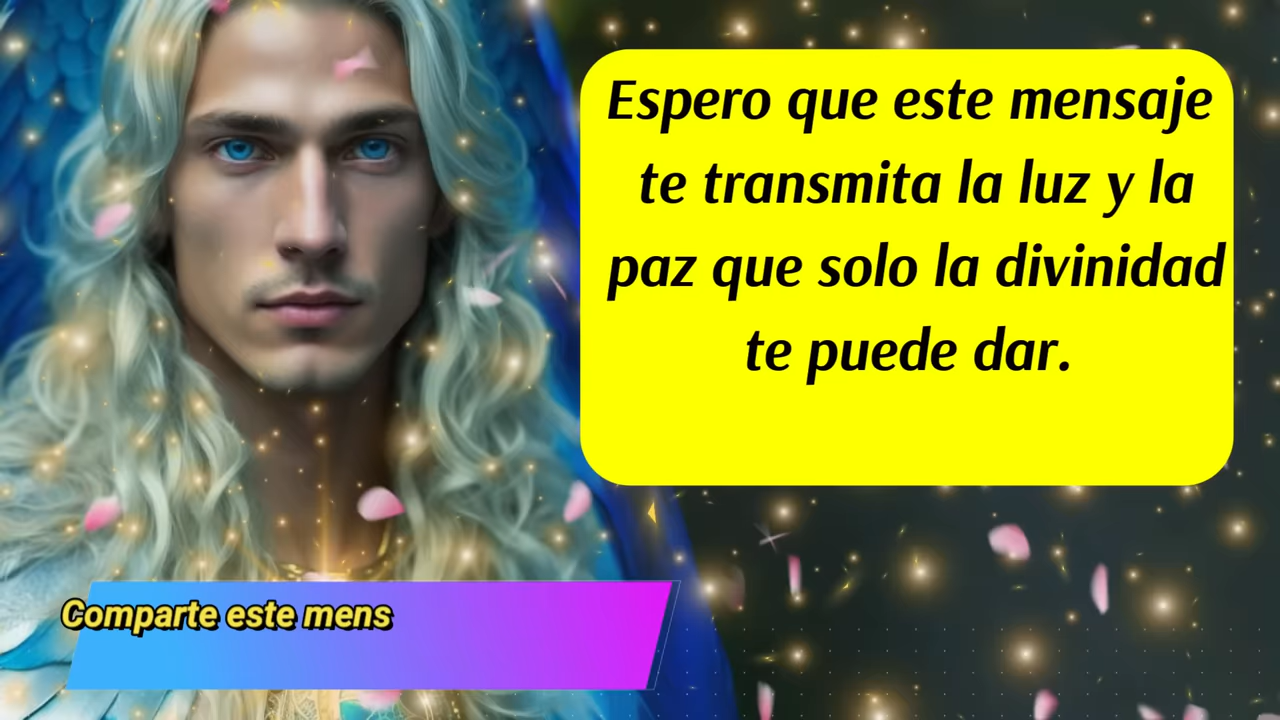 Espero que este mensaje
te transmita la luz y la
paz que solo la divinidad
te puede dar.
Comparte este mens